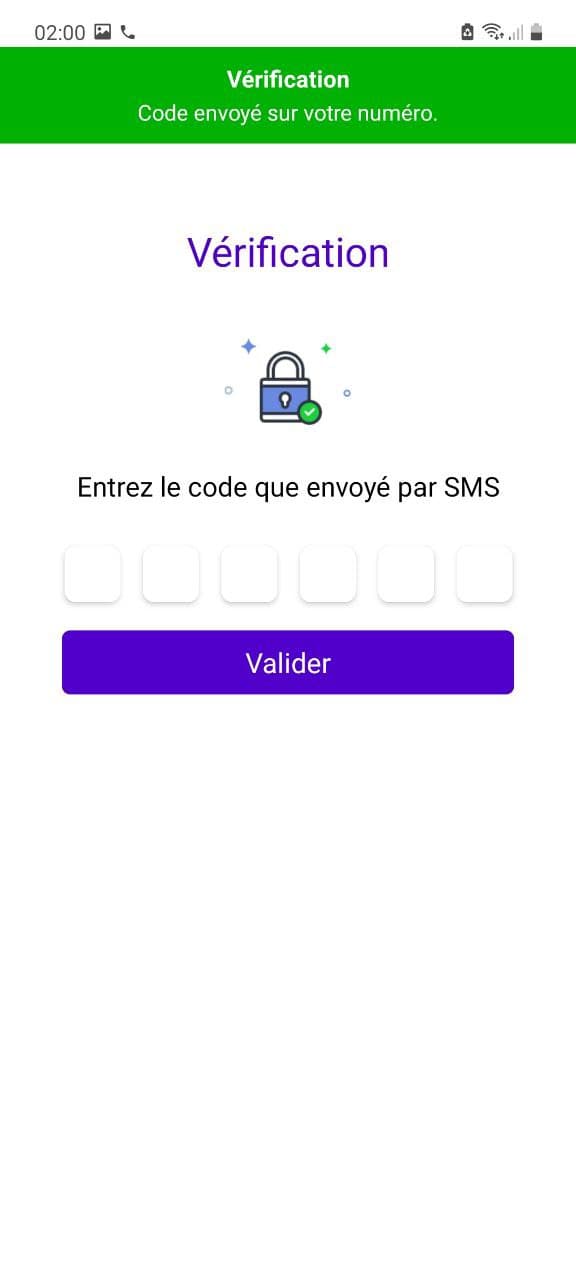 02:00
Vérification
Code envoyé sur votre numéro.
Vérification
Entrez le code que envoyé par SMS
Valider